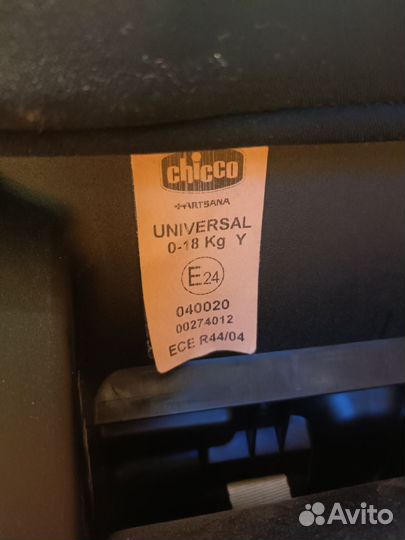 chicco
ARTSANA
UNIVERSAL
0-18 Kg Y
E24
040020
00274012
ECE R44/04
Avito